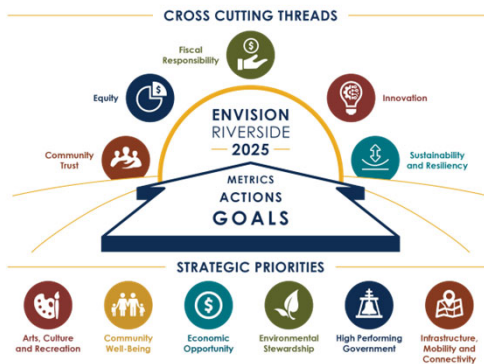 CROSS CUTTING THREADS
Fiscal
Responsibility
$
Equity
$
Innovation
Community
Trust
Sustainability
and Resiliency
ENVISION
RIVERSIDE
2025
METRICS
ACTIONS
GOALS
STRATEGIC PRIORITIES
$
Arts, Culture
and Recreation
Community
Well-Being
Economic
Opportunity
Environmental
Stewardship
High Performing
Government
Infrastructure,
Mobility and
Connectivity